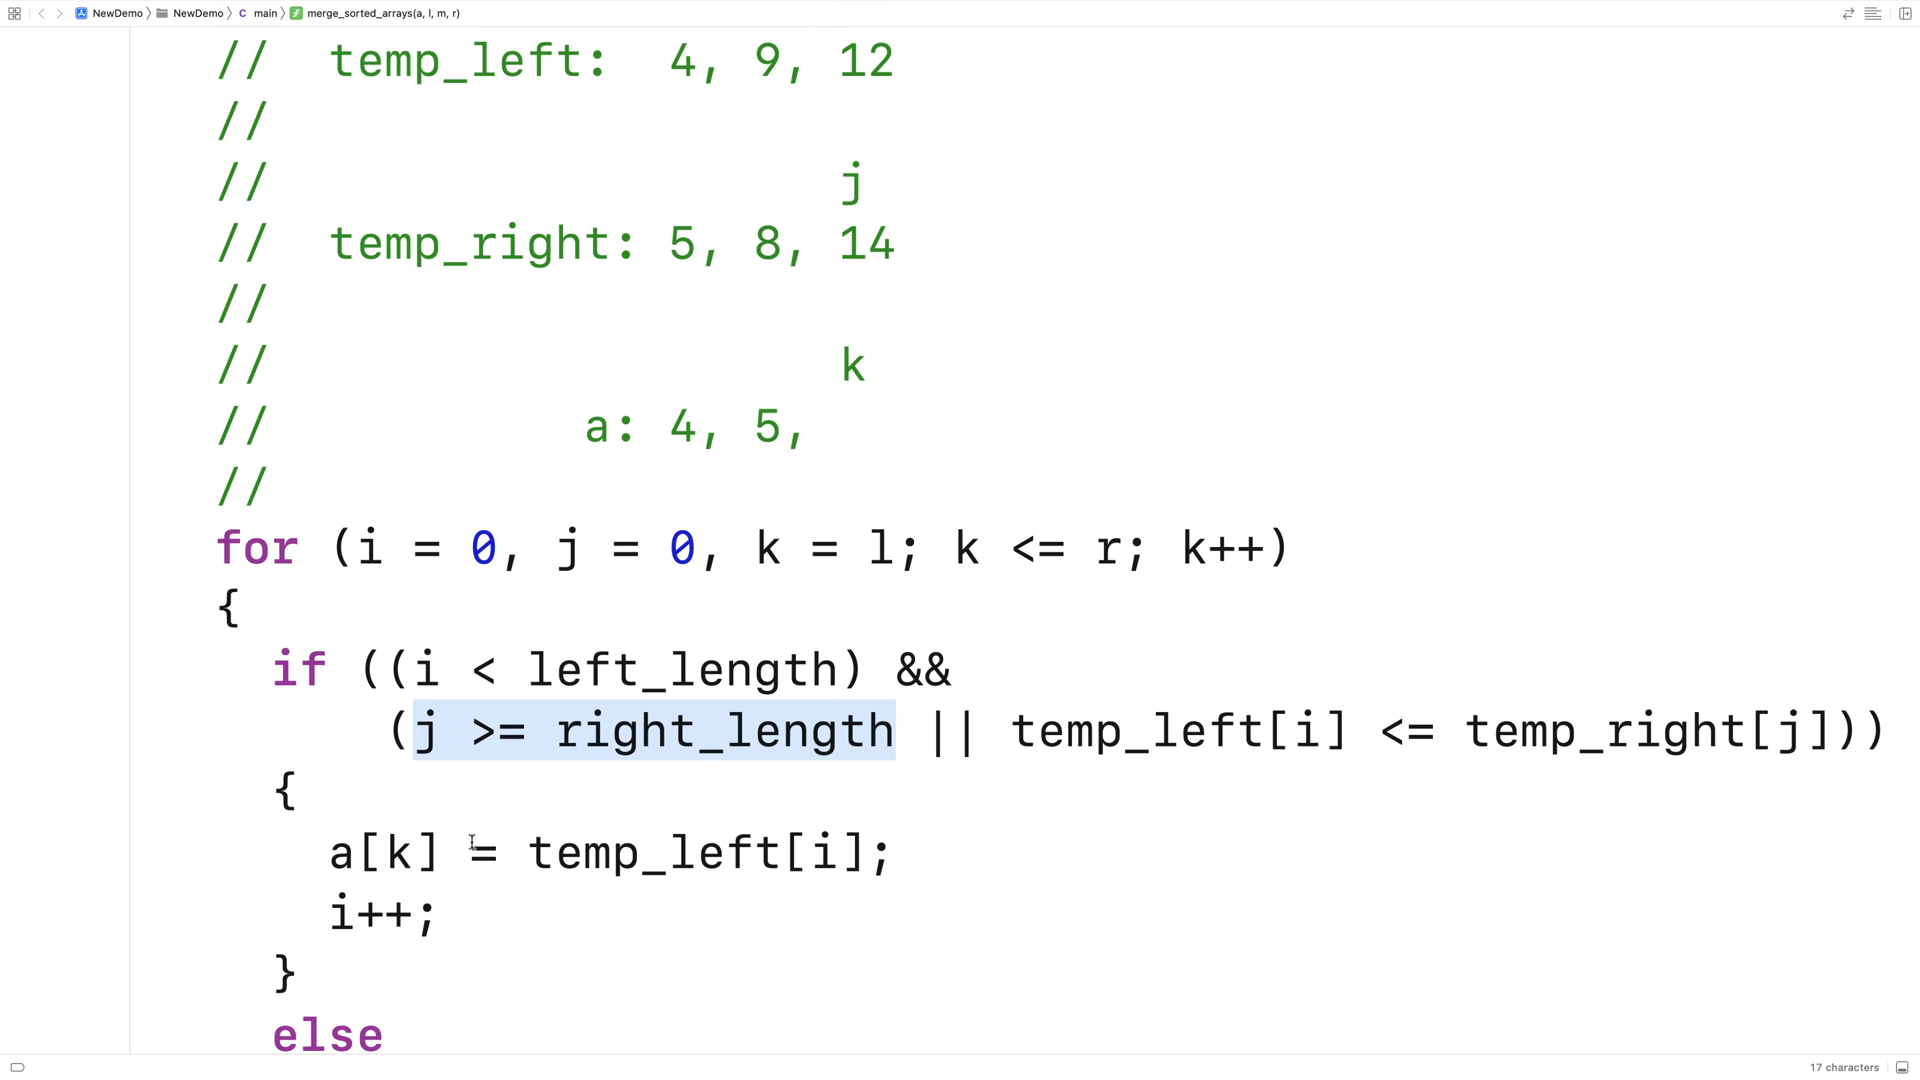 NewDemo NewDemo C main f merge_sorted_arrays(a, l, m, r)
// temp_left: 4, 9, 12
//
// j
// temp_right: 5, 8, 14
//
// k
// a: 4, 5,
//
for (i = 0, j = 0, k = l; k <= r; k++)
{
if ((i < left_length) &&
(j >= right_length || temp_left[i] <= temp_right[j]))
{
a[k] = temp_left[i];
i++;
}
else
17 characters